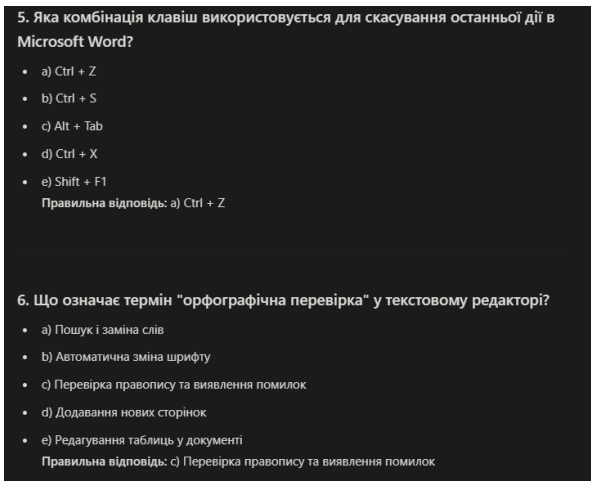 5. Яка комбінація клавіш використовується для скасування останньої дії в
Microsoft Word?
• a) Ctrl + Z
• b) Ctrl + S
• c) Alt + Tab
• d) Ctrl + X
• e) Shift + F1
Правильна відповідь: a) Ctrl + Z
6. Що означає термін "орфографічна перевірка" у текстовому редакторі?
• a) Пошук і заміна слів
• b) Автоматична зміна шрифту
• c) Перевірка правопису та виявлення помилок
• d) Додавання нових сторінок
• e) Редагування таблиць у документі
Правильна відповідь: c) Перевірка правопису та виявлення помилок